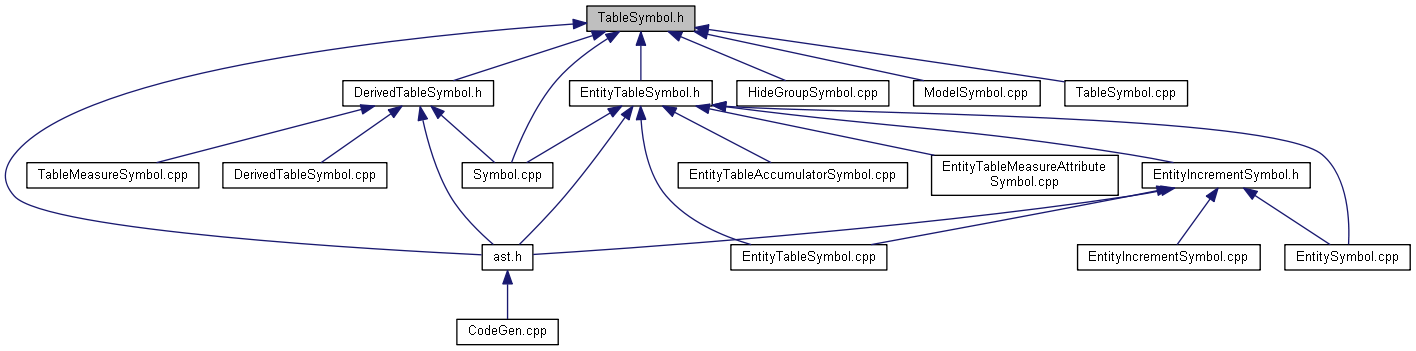 TableSymbol.h
DerivedTableSymbol.h
EntityTableSymbol.h
HideGroupSymbol.cpp
ModelSymbol.cpp
TableSymbol.cpp
TableMeasureSymbol.cpp
DerivedTableSymbol.cpp
Symbol.cpp
EntityTableAccumulatorSymbol.cpp
EntityTableMeasureAttribute
Symbol.cpp
EntityIncrementSymbol.h
ast.h
EntityTableSymbol.cpp
EntityIncrementSymbol.cpp
EntitySymbol.cpp
CodeGen.cpp